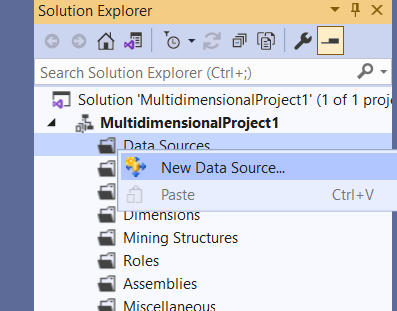 Solution Explorer
Search Solution Explorer (Ctrl+;)
Solution 'MultidimensionalProject1' (1 of 1 proj
MultidimensionalProject1
Data Sources
New Data Source...
Paste Ctrl+V
Dimensions
Mining Structures
Roles
Assemblies
Miscellaneous